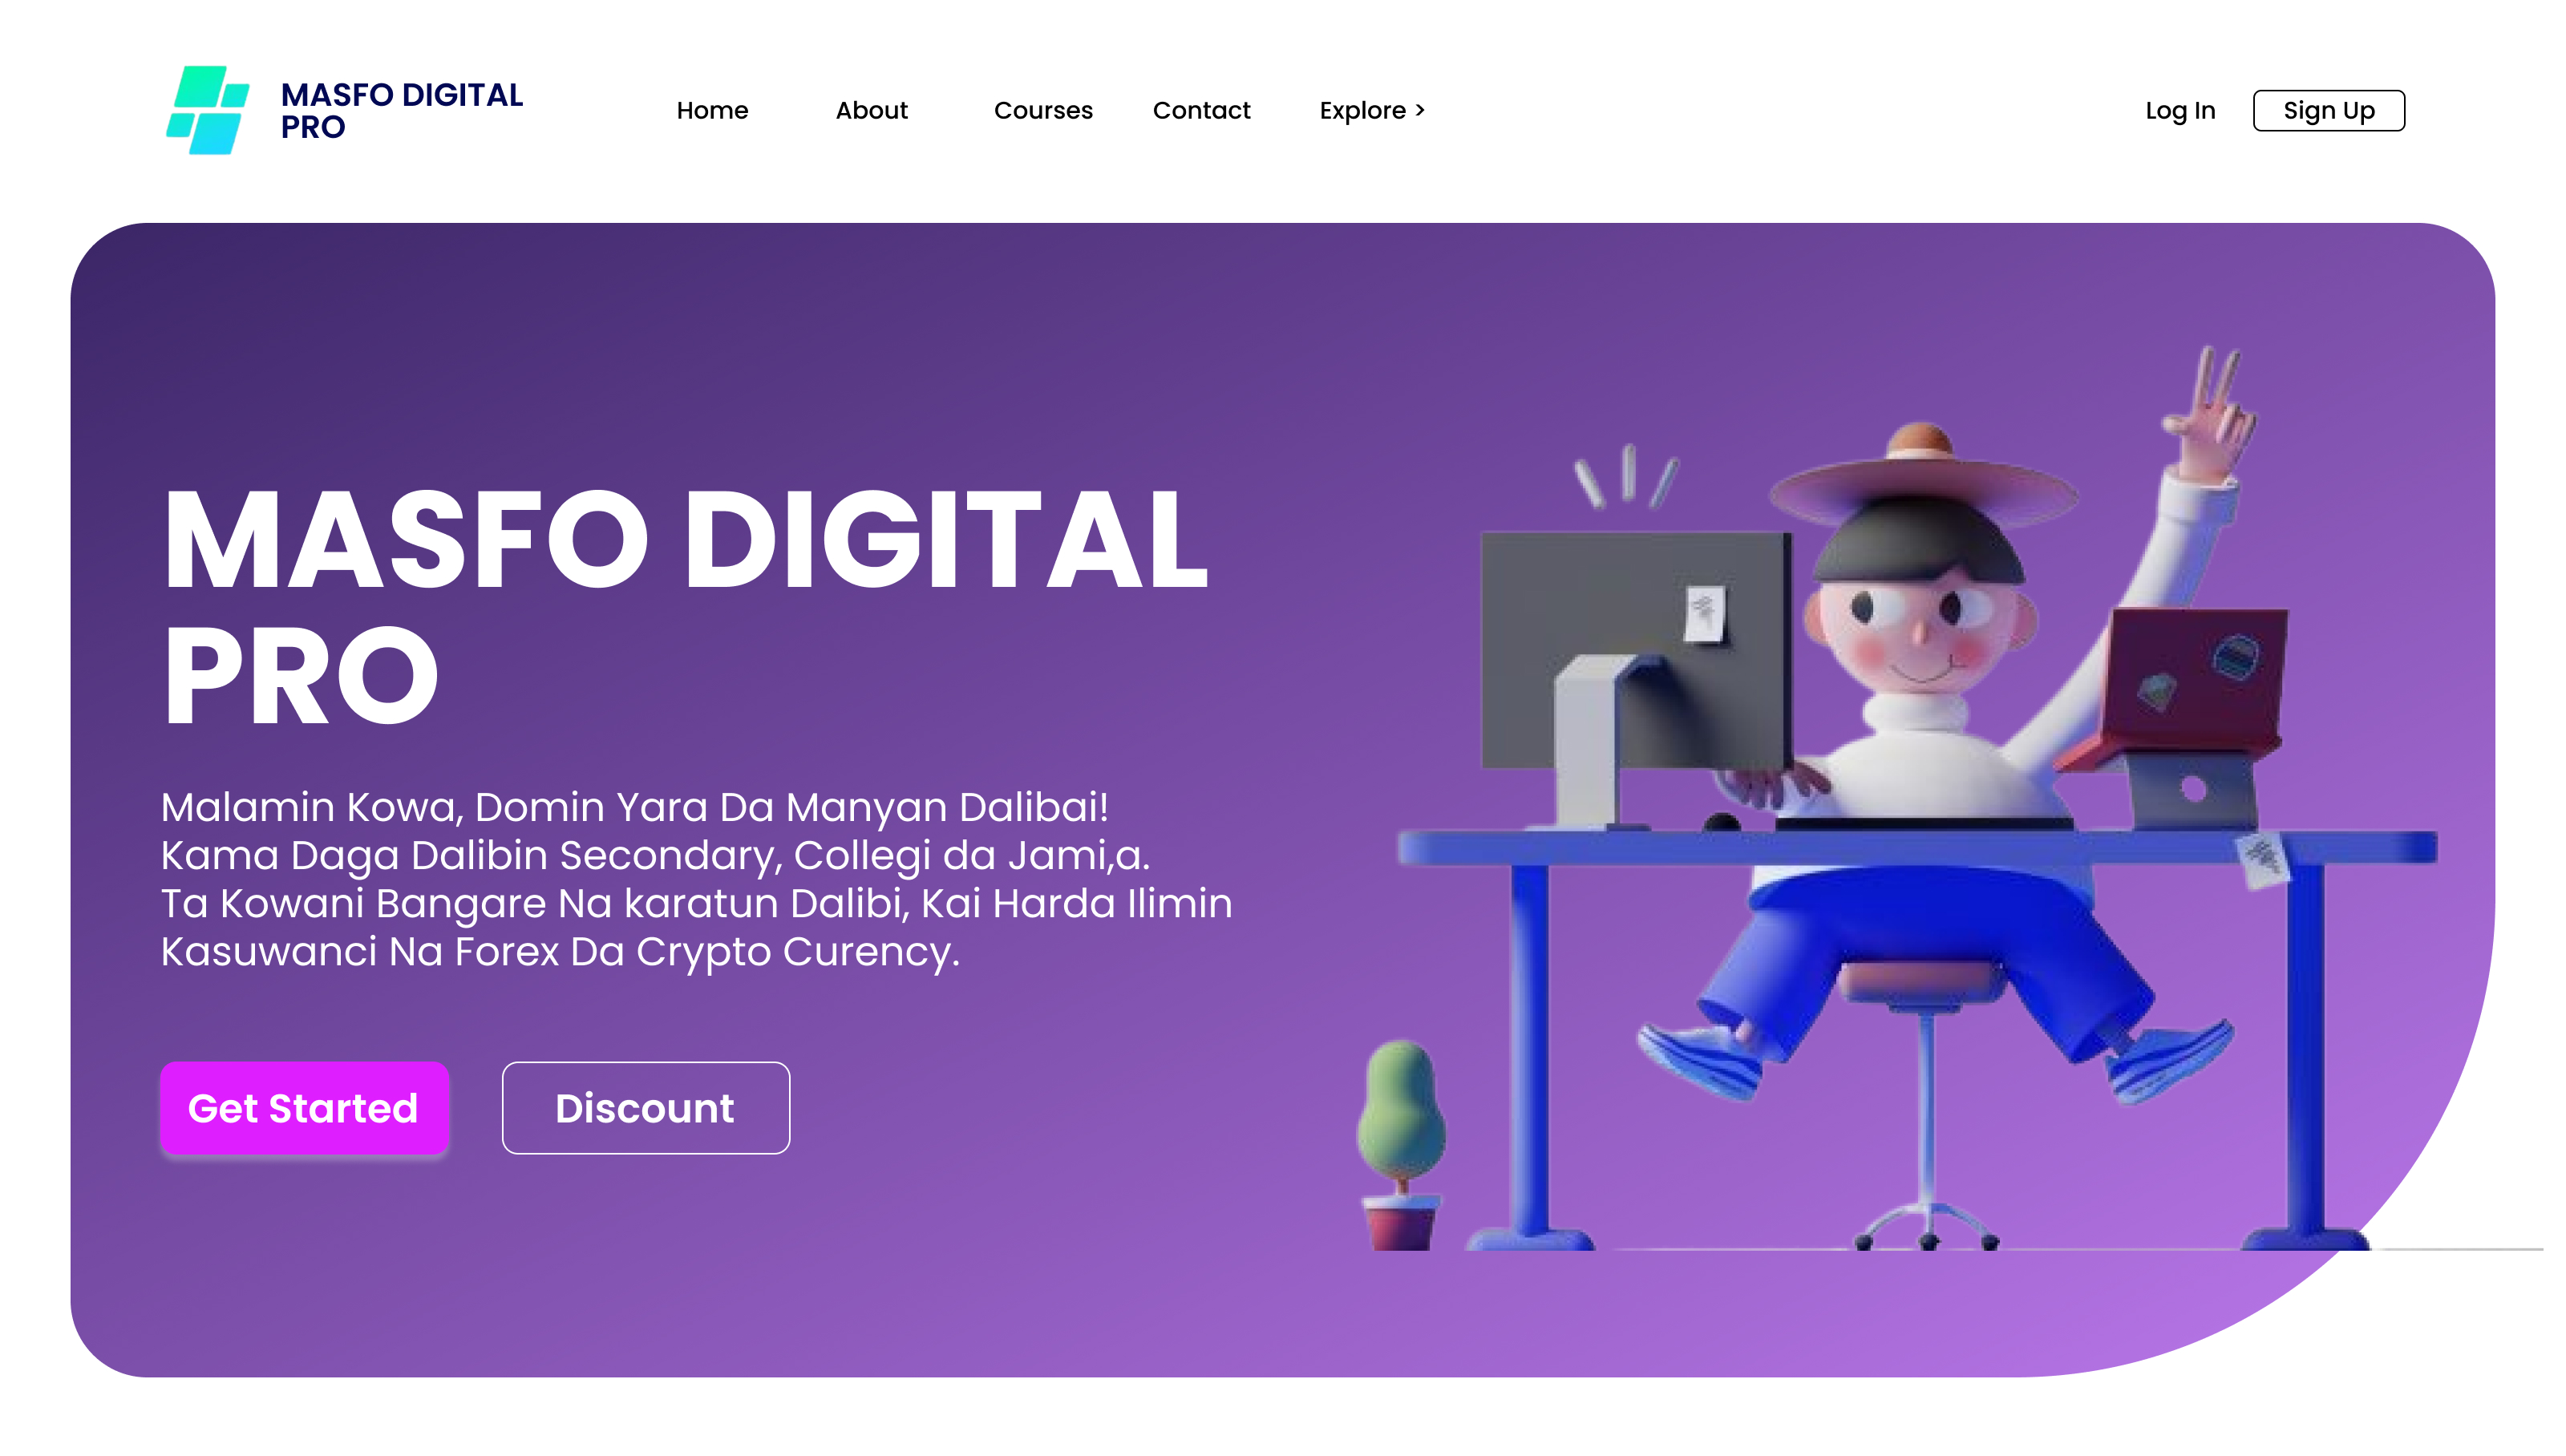 MASFO DIGITAL
PRO
Home
About
Courses
Contact
Explore >
Log In
Sign Up
MASFO DIGITAL
PRO
Malamin Kowa, Domin Yara Da Manyan Dalibai!
Kama Daga Dalibin Secondary, Collegi da Jami,a.
Ta Kowani Bangare Na karatun Dalibi, Kai Harda Ilimin
Kasuwanci Na Forex Da Crypto Curency.
Get Started
Discount